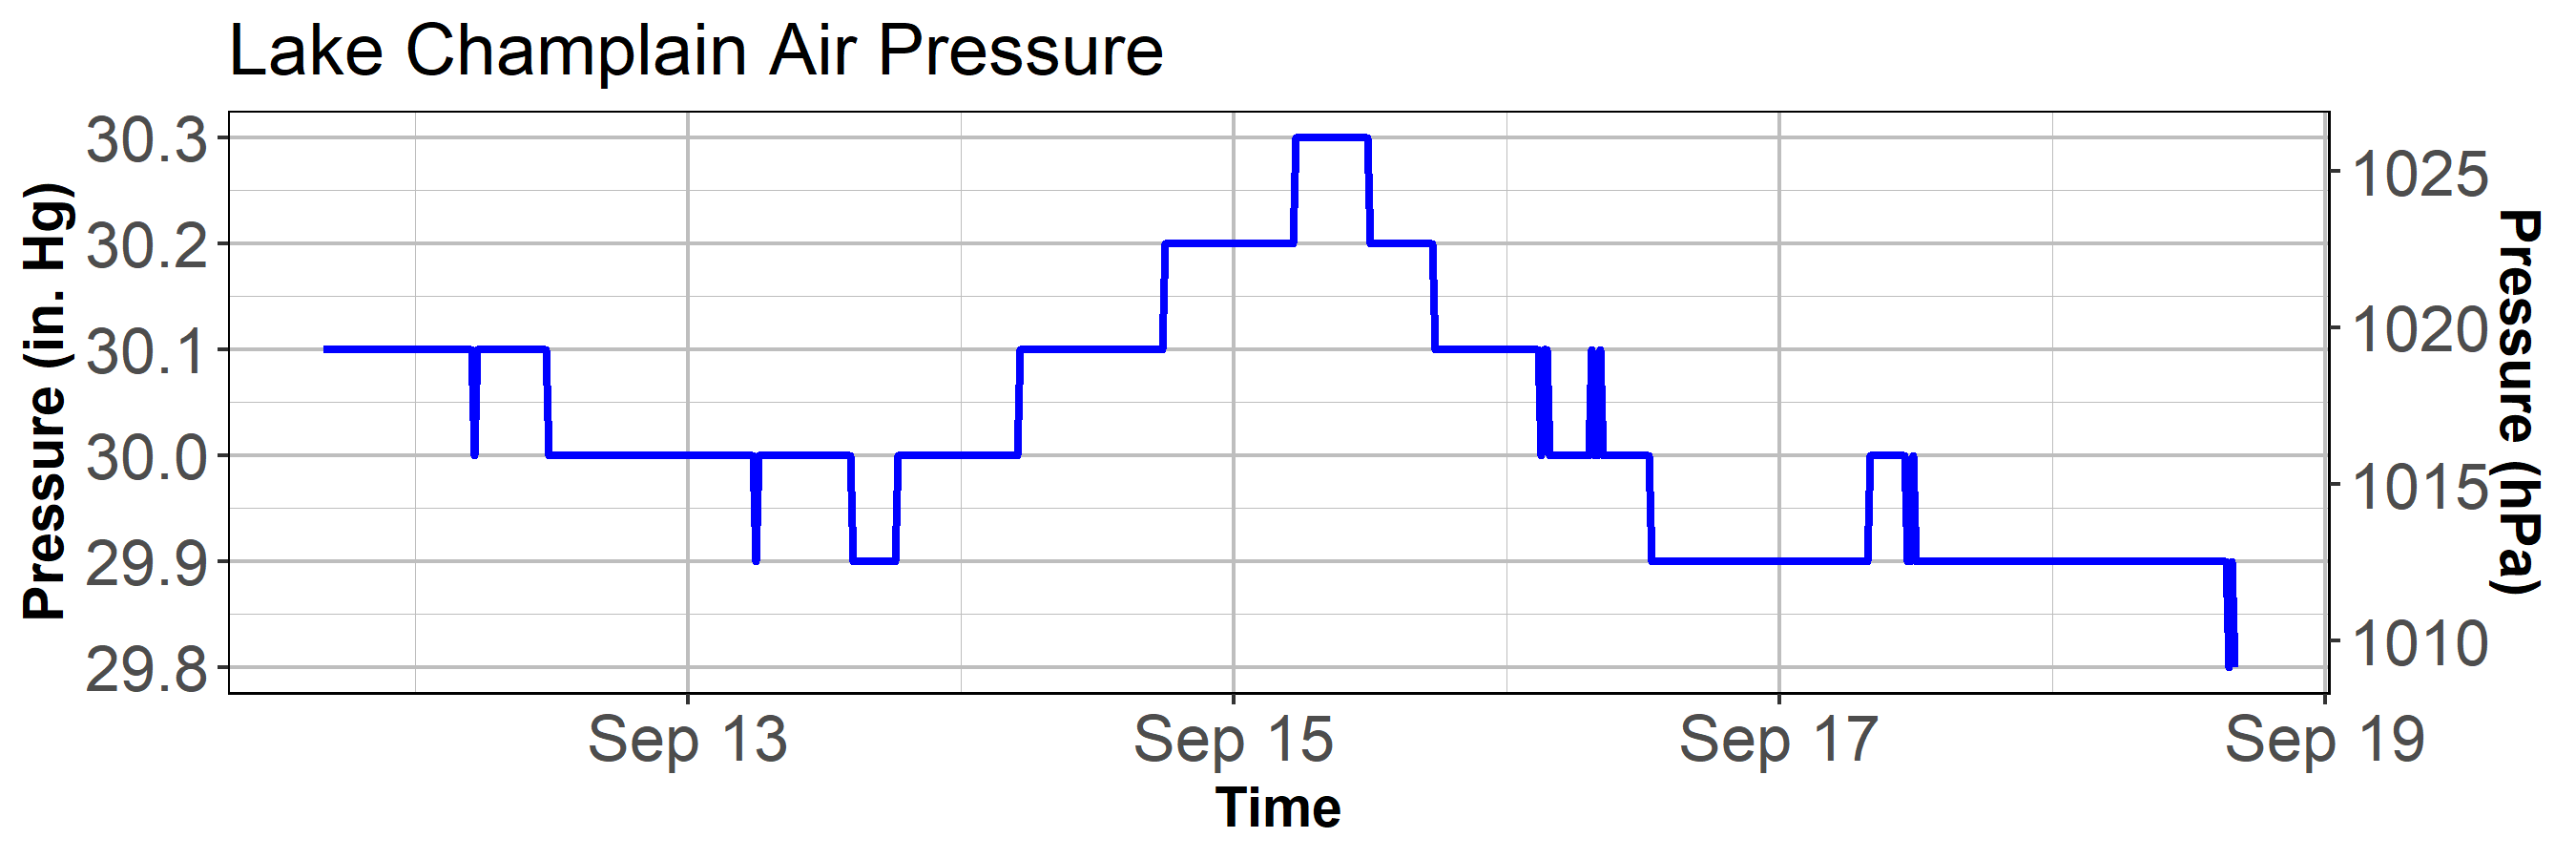 Lake Champlain Air Pressure
Pressure (in. Hg)
30.3
30.2
30.1
30.0
29.9
29.8
1025
1020
1015
1010
Pressure (hPa)
Sep 13 Sep 15 Sep 17 Sep 19
Time